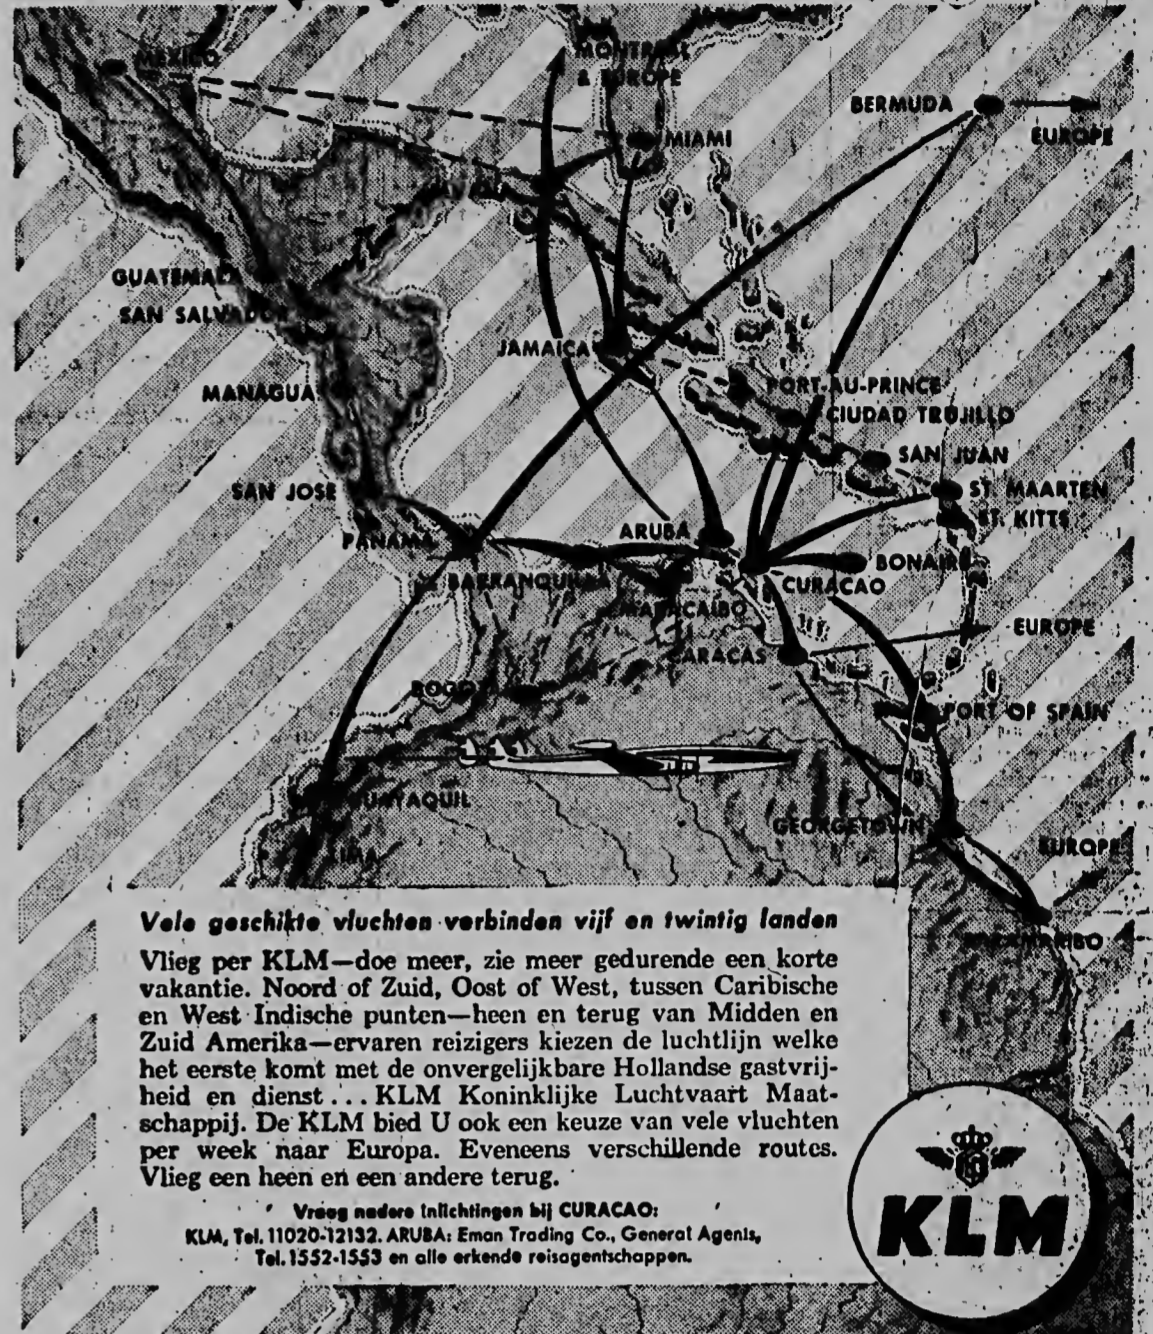 MEXICO
MONTREAL
& EUROPE
BERMUDA
EUROPE
MIAMI
GUATEMALA
SAN SALVADOR
JAMAICA
MANAGUA
PORT-AU-PRINCE
CIUDAD TRUJILLO
SAN JUAN
SAN JOSE
ST. MAARTEN
ST. KITTS
PANAMA
ARUBA
BARRANQUILLA
BONAIRE
CURACAO
MARACAIBO
EUROPE
CARACAS
BOGOTA
PORT OF SPAIN
GUAYAQUIL
GEORGETOWN
LIMA
EUROPE
PARAMARIBO
Vele geschikte vluchten verbinden vijf en twintig landen
Vlieg per KLM—doe meer, zie meer gedurende een korte
vakantie. Noord of Zuid, Oost of West, tussen Caribische
en West Indische punten—heen en terug van Midden en
Zuid Amerika—ervaren reizigers kiezen de luchtlijn welke
het eerste komt met de onvergelijkbare Hollandse gastvrij-
heid en dienst ... KLM Koninklijke Luchtvaart Maat-
schappij. De KLM bied U ook een keuze van vele vluchten
per week naar Europa. Eveneens verschillende routes.
Vlieg een heen en een andere terug.
Vraag nadere inlichtingen bij CURACAO:
KLM, Tel. 11020-12132. ARUBA: Eman Trading Co., General Agents,
Tel. 1552-1553 en alle erkende reisagentschappen.
KLM